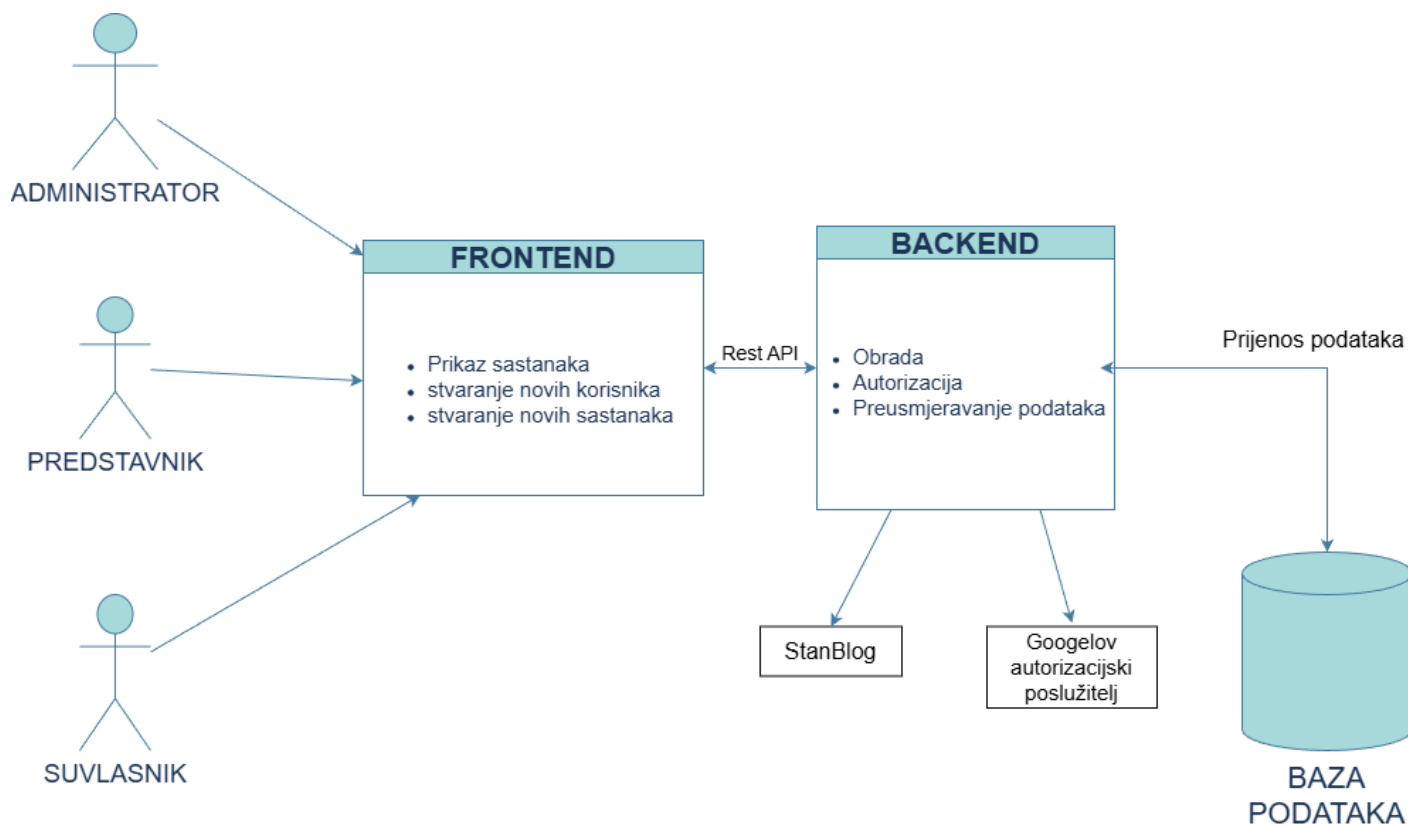 ADMINISTRATOR
PREDSTAVNIK
SUVLASNIK
FRONTEND
• Prikaz sastanaka
• stvaranje novih korisnika
• stvaranje novih sastanaka
Rest API
BACKEND
• Obrada
• Autorizacija
• Preusmjeravanje podataka
StanBlog
Googelov
autorizacijski
poslužitelj
Prijenos podataka
BAZA
PODATAKA